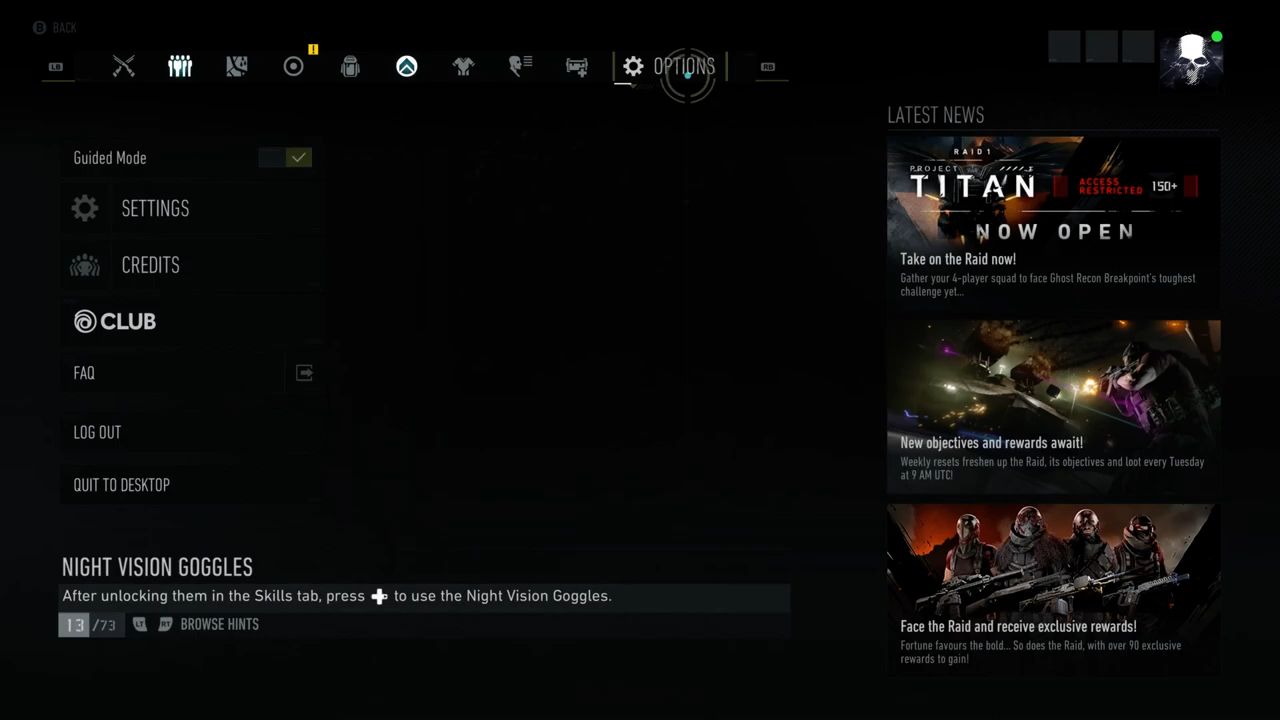 B BACK
LB
!
OPTIONS
RB
Guided Mode
SETTINGS
CREDITS
CLUB
FAQ
LOG OUT
QUIT TO DESKTOP
NIGHT VISION GOGGLES
After unlocking them in the Skills tab, press to use the Night Vision Goggles.
13 /73 LT RT BROWSE HINTS
LATEST NEWS
RAID 1
PROJECT
TITAN
ACCESS
RESTRICTED
150+
NOW OPEN
Take on the Raid now!
Gather your 4-player squad to face Ghost Recon Breakpoint's toughest
challenge yet...
New objectives and rewards await!
Weekly resets freshen up the Raid, its objectives and loot every Tuesday
at 9 AM UTC!
Face the Raid and receive exclusive rewards!
Fortune favours the bold... So does the Raid, with over 90 exclusive
rewards to gain!